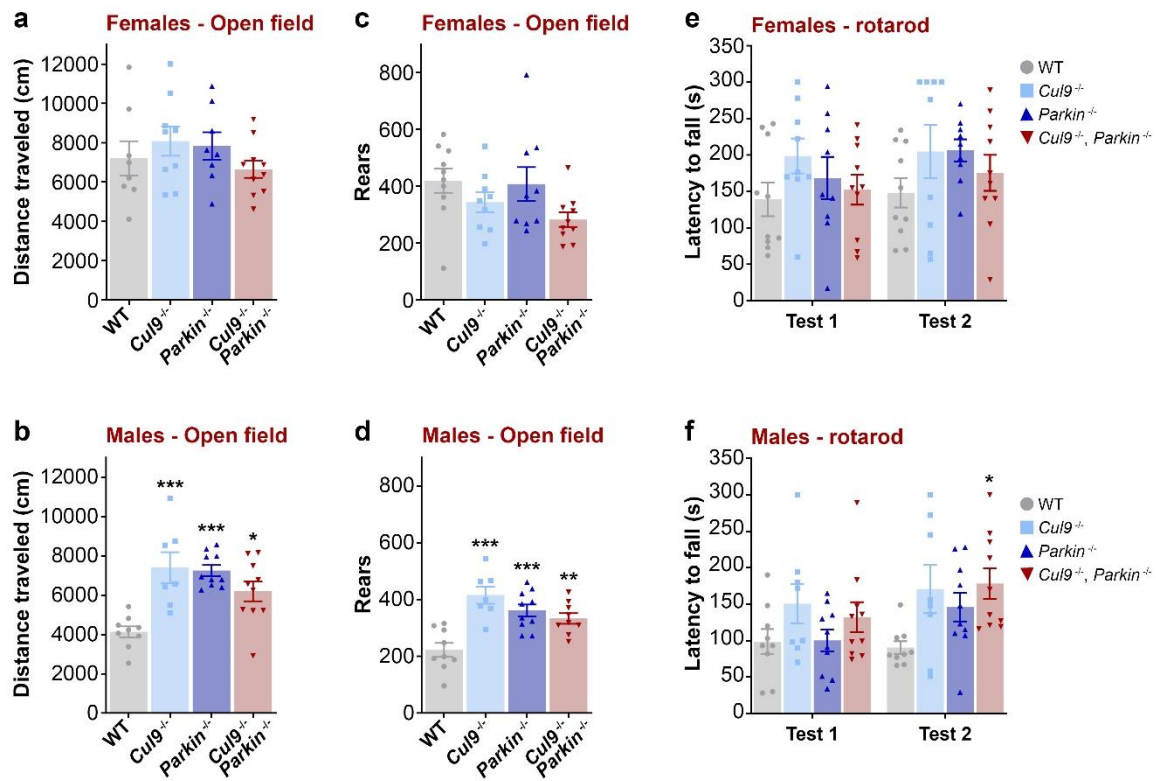 a
Females - Open field
Distance traveled (cm)
12000
10000
8000
6000
4000
2000
0
WT
Cul9⁻/⁻
Parkin⁻/⁻
Cul9⁻/⁻
Parkin⁻/⁻
c
Females - Open field
Rears
800
600
400
200
0
WT
Cul9⁻/⁻
Parkin⁻/⁻
Cul9⁻/⁻
Parkin⁻/⁻
e
Females - rotarod
Latency to fall (s)
350
300
250
200
150
100
50
0
Test 1
Test 2
WT
Cul9⁻/⁻
Parkin⁻/⁻
Cul9⁻/⁻, Parkin⁻/⁻
b
Males - Open field
Distance traveled (cm)
12000
10000
8000
6000
4000
2000
0
***
***
*
WT
Cul9⁻/⁻
Parkin⁻/⁻
Cul9⁻/⁻
Parkin⁻/⁻
d
Males - Open field
Rears
800
600
400
200
0
***
***
**
WT
Cul9⁻/⁻
Parkin⁻/⁻
Cul9⁻/⁻
Parkin⁻/⁻
f
Males - rotarod
Latency to fall (s)
350
300
250
200
150
100
50
0
*
Test 1
Test 2
WT
Cul9⁻/⁻
Parkin⁻/⁻
Cul9⁻/⁻, Parkin⁻/⁻